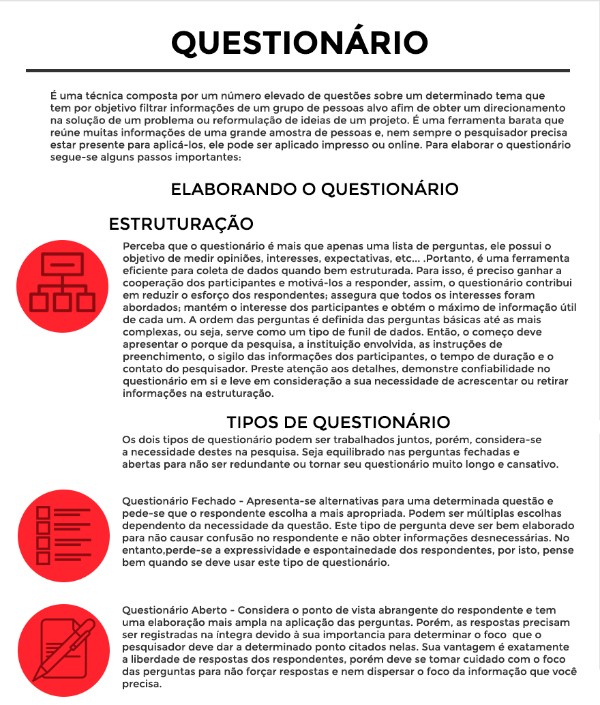 QUESTIONÁRIO
É uma técnica composta por um número elevado de questões sobre um determinado tema que
tem por objetivo filtrar informações de um grupo de pessoas alvo afim de obter um direcionamento
na solução de um problema ou reformulação de ideias de um projeto. É uma ferramenta barata que
reúne muitas informações de uma grande amostra de pessoas e, nem sempre o pesquisador precisa
estar presente para aplicá-los, ele pode ser aplicado impresso ou online. Para elaborar o questionário
segue-se alguns passos importantes:
ELABORANDO O QUESTIONÁRIO
ESTRUTURAÇÃO
Perceba que o questionário é mais que apenas uma lista de perguntas, ele possui o
objetivo de medir opiniões, interesses, expectativas, etc... .Portanto, é uma ferramenta
eficiente para coleta de dados quando bem estruturada. Para isso, é preciso ganhar a
cooperação dos participantes e motivá-los a responder, assim, o questionário contribui
em reduzir o esforço dos respondentes; assegura que todos os interesses foram
abordados; mantém o interesse dos participantes e obtém o máximo de informação útil
de cada um. A ordem das perguntas é definida das perguntas básicas até as mais
complexas, ou seja, serve como um tipo de funil de dados. Então, o começo deve
apresentar o porque da pesquisa, a instituição envolvida, as instruções de
preenchimento, o sigilo das informações dos participantes, o tempo de duração e o
contato do pesquisador. Preste atenção aos detalhes, demonstre confiabilidade no
questionário em si e leve em consideração a sua necessidade de acrescentar ou retirar
informações na estruturação.
TIPOS DE QUESTIONÁRIO
Os dois tipos de questionário podem ser trabalhados juntos, porém, considera-se
a necessidade destes na pesquisa. Seja equilibrado nas perguntas fechadas e
abertas para não ser redundante ou tornar seu questionário muito longo e cansativo.
Questionário Fechado - Apresenta-se alternativas para uma determinada questão e
pede-se que o respondente escolha a mais apropriada. Podem ser múltiplas escolhas
dependento da necessidade da questão. Este tipo de pergunta deve ser bem elaborado
para não causar confusão no respondente e não obter informações desnecessárias. No
entanto,perde-se a expressividade e espontainedade dos respondentes, por isto, pense
bem quando se deve usar este tipo de questionário.
Questionário Aberto - Considera o ponto de vista abrangente do respondente e tem
uma elaboração mais ampla na aplicação das perguntas. Porém, as respostas precisam
ser registradas na íntegra devido à sua importancia para determinar o foco que o
pesquisador deve dar a determinado ponto citados nelas. Sua vantagem é exatamente
a liberdade de respostas dos respondentes, porém deve se tomar cuidado com o foco
das perguntas para não forçar respostas e nem dispersar o foco da informação que você
precisa.